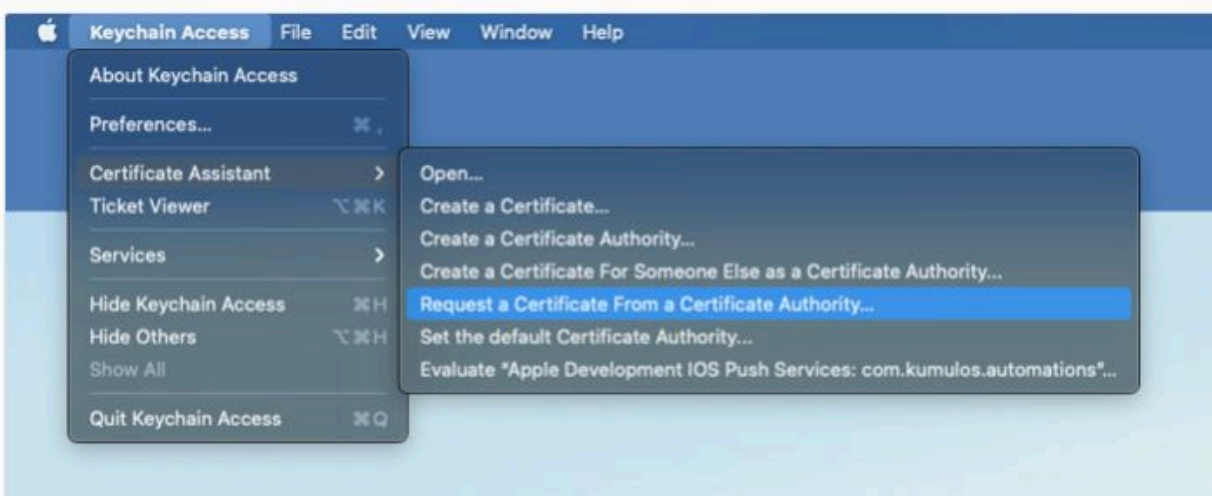 Keychain Access File Edit View Window Help
About Keychain Access
Preferences... ⌘ ,
Certificate Assistant >
Ticket Viewer ⌥⌘K
Services >
Hide Keychain Access ⌘H
Hide Others ⌥⌘H
Show All
Quit Keychain Access ⌘Q
Open...
Create a Certificate...
Create a Certificate Authority...
Create a Certificate For Someone Else as a Certificate Authority...
Request a Certificate From a Certificate Authority...
Set the default Certificate Authority...
Evaluate "Apple Development IOS Push Services: com.kumulos.automations"...